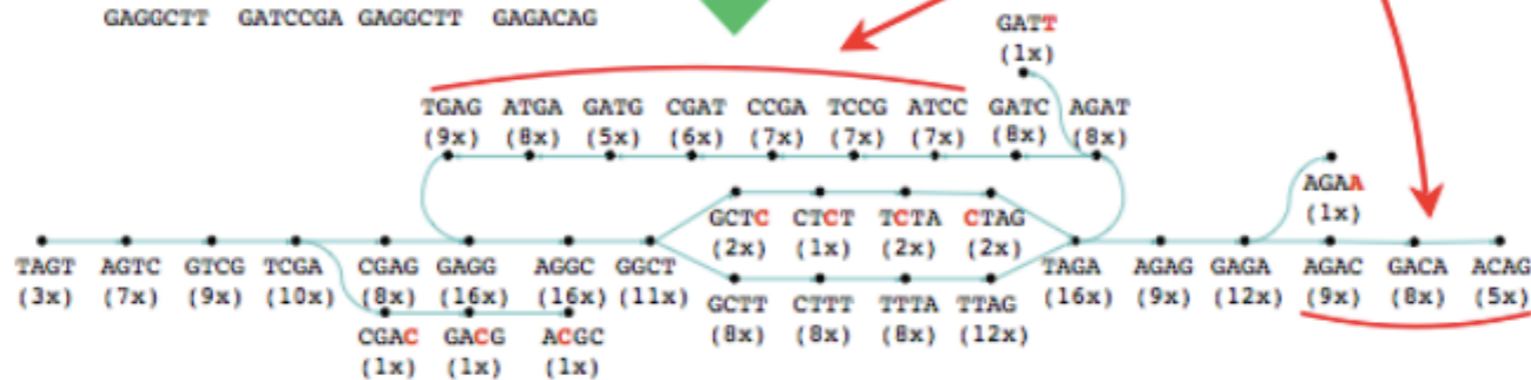 GAGGCTT GATCCGA GAGGCTT GAGACAG
GATT
(1x)
TGAG ATGA GATG CGAT CCGA TCCG ATCC GATC AGAT
(9x) (8x) (5x) (6x) (7x) (7x) (7x) (8x) (8x)
AGAA
(1x)
GCTC CTCT TCTA CTAG
(2x) (1x) (2x) (2x)
TAGT AGTC GTCG TCGA CGAG GAGG AGGC GGCT TAGA AGAG GAGA AGAC GACA ACAG
(3x) (7x) (9x) (10x) (8x) (16x) (16x) (11x) (16x) (9x) (12x) (9x) (8x) (5x)
GCTT CTTT TTTA TTAG
(8x) (8x) (8x) (12x)
CGAC GACG ACGC
(1x) (1x) (1x)